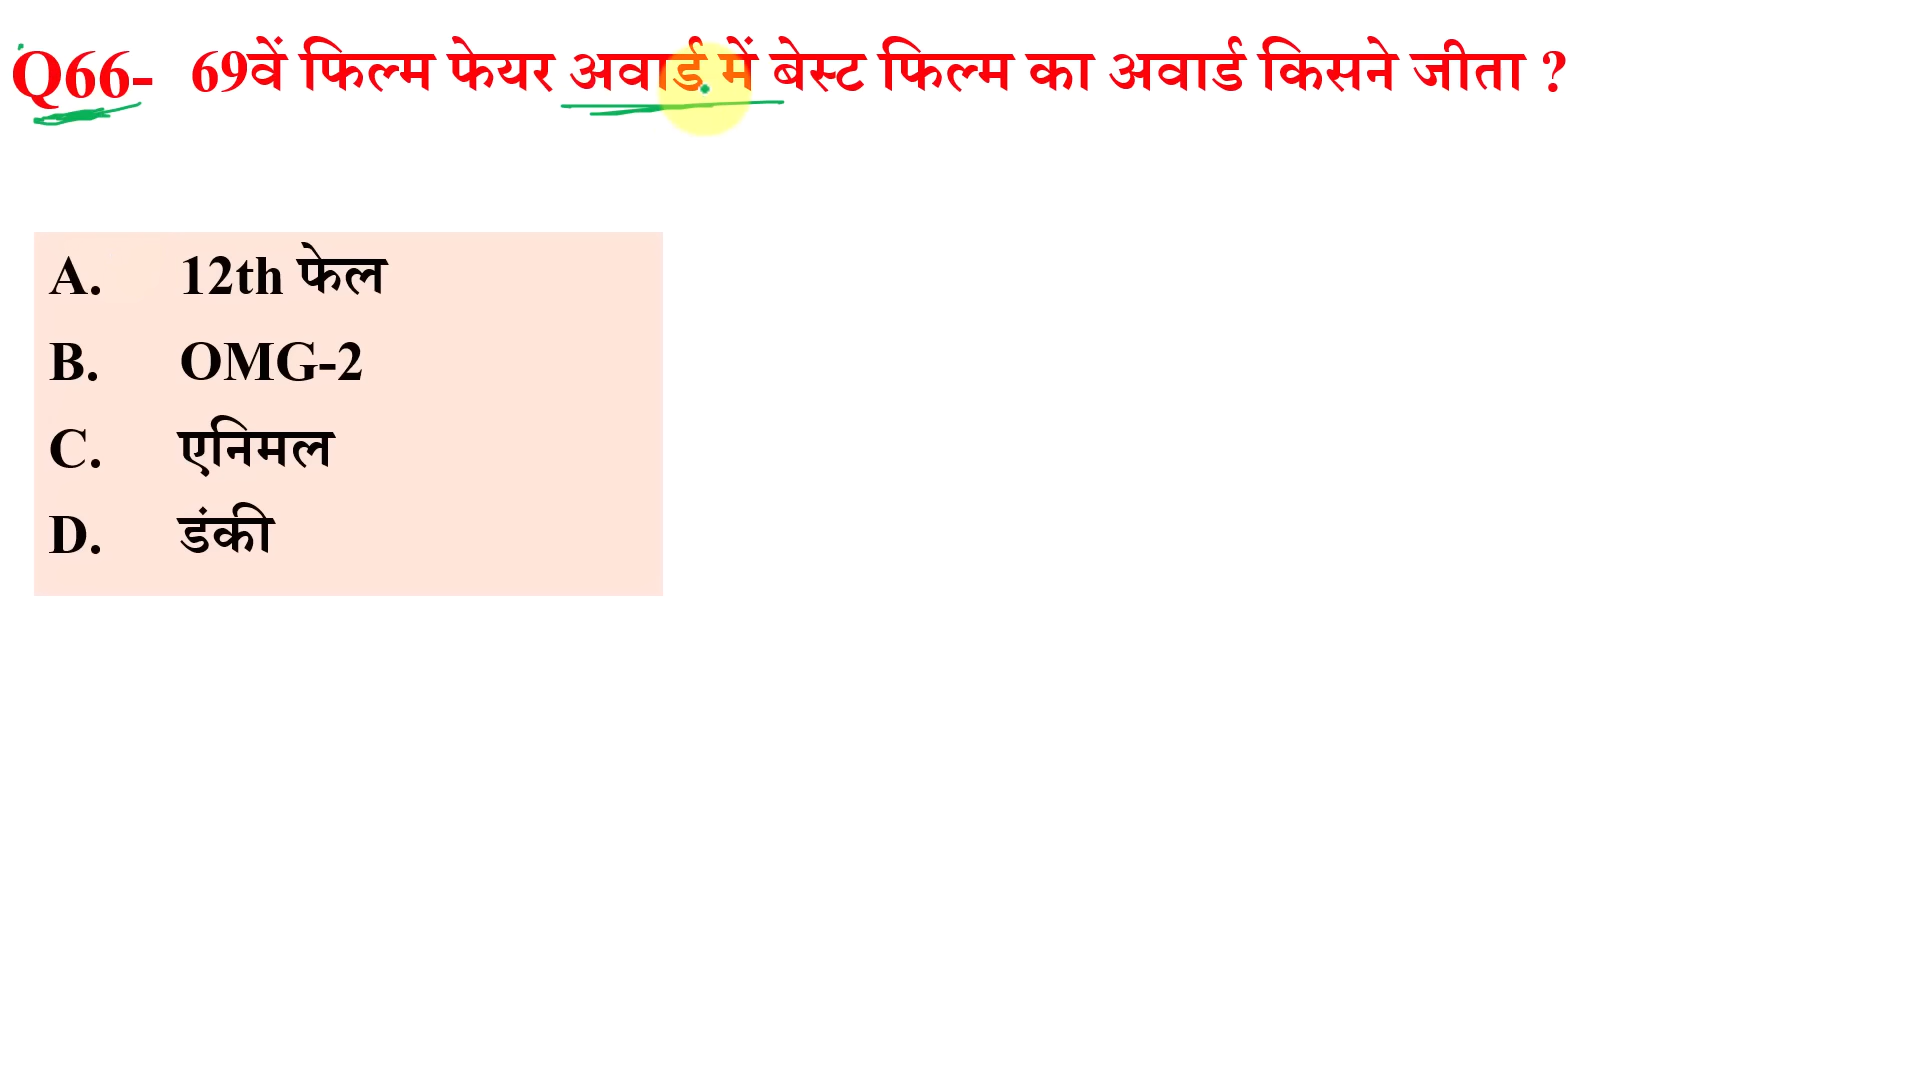 Q66- 69वें फिल्म फेयर अवार्ड में बेस्ट फिल्म का अवार्ड किसने जीता ?
A. 12th फेल
B. OMG-2
C. एनिमल
D. डंकी